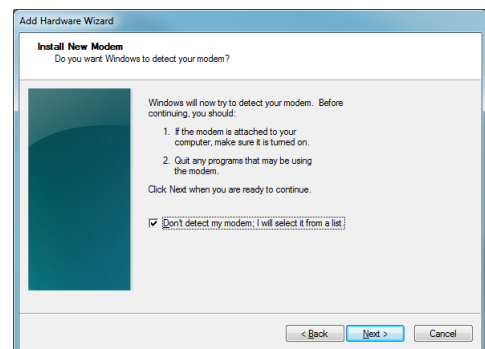 Add Hardware Wizard
Install New Modem
Do you want Windows to detect your modem?
Windows will now try to detect your modem. Before
continuing, you should:
1. If the modem is attached to your
computer, make sure it is turned on.
2. Quit any programs that may be using
the modem.
Click Next when you are ready to continue.
Don't detect my modem; I will select it from a list.
< Back Next > Cancel